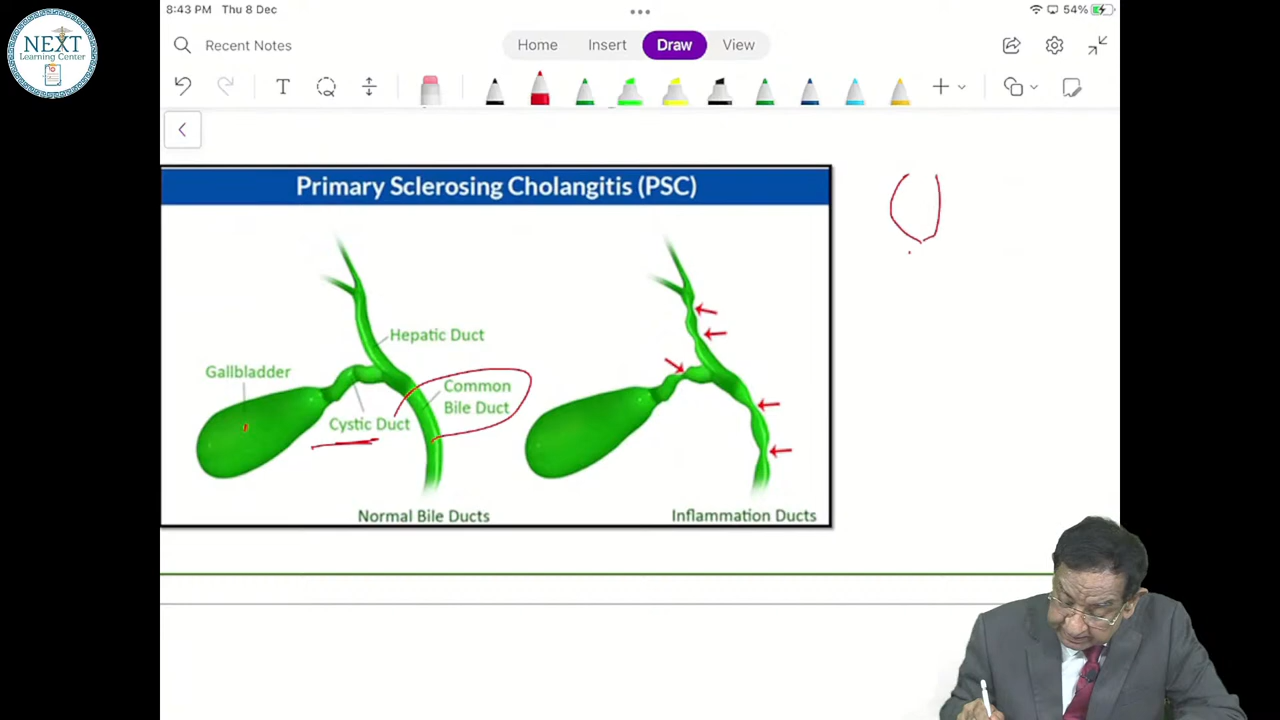 8:43 PM Thu 8 Dec
54%
NEXT
Learning Center
Recent Notes
Home Insert Draw View
T
Primary Sclerosing Cholangitis (PSC)
Hepatic Duct
Gallbladder
Common
Bile Duct
Cystic Duct
Normal Bile Ducts
Inflammation Ducts